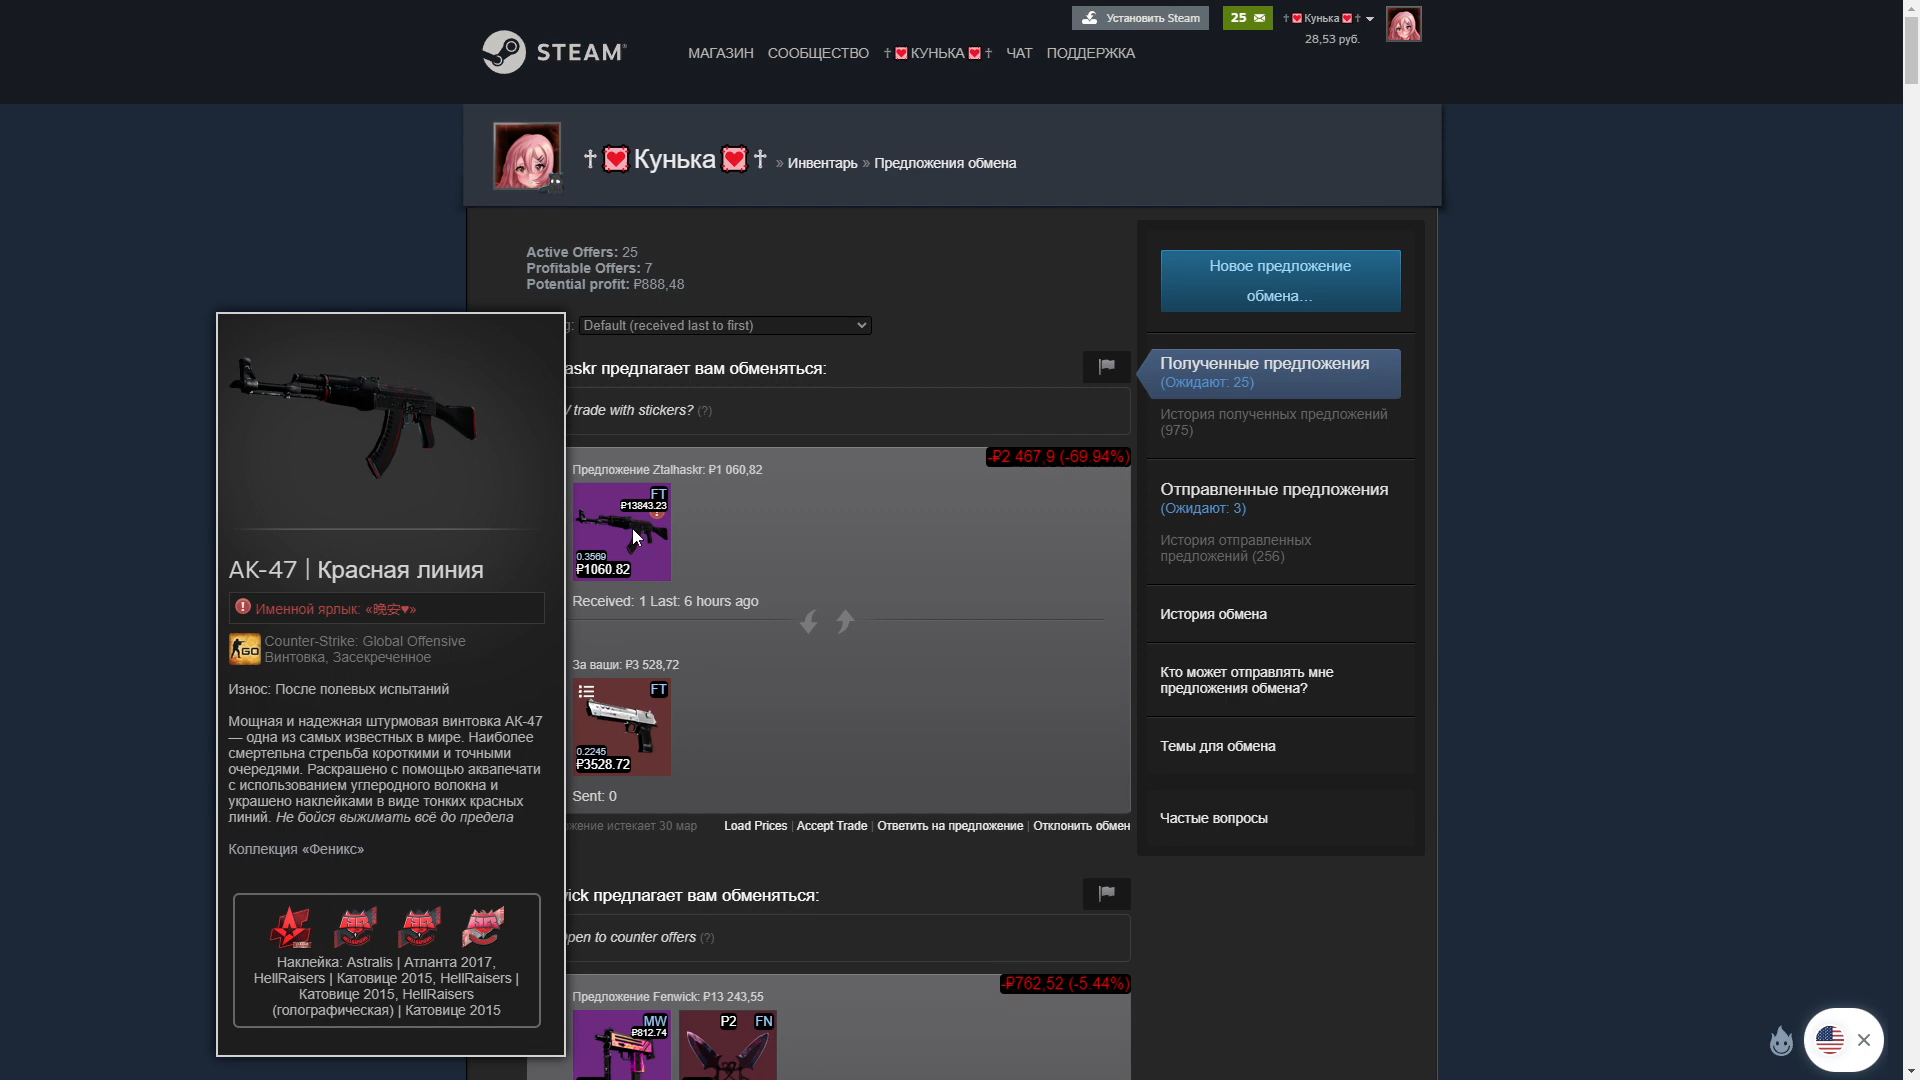 Установить Steam
25
†💟Кунька💟†
28,53 руб.
STEAM
МАГАЗИН
СООБЩЕСТВО
†💟КУНЬКА💟†
ЧАТ
ПОДДЕРЖКА
†💟Кунька💟† » Инвентарь » Предложения обмена
Active Offers: 25
Profitable Offers: 7
Potential profit: ₽888,48
Default (received last to first)
askr предлагает вам обменяться:
trade with stickers? (?)
-₽2 467,9 (-69.94%)
Предложение Ztalhaskr: ₽1 060,82
FT
₽13843.23
0.3569
₽1060.82
Received: 1 Last: 6 hours ago
За ваши: ₽3 528,72
FT
0.2245
₽3528.72
Sent: 0
жение истекает 30 мар
Load Prices | Accept Trade | Ответить на предложение | Отклонить обмен
ick предлагает вам обменяться:
pen to counter offers (?)
-₽762,52 (-5.44%)
Предложение Fenwick: ₽13 243,55
MW
₽812.74
P2
FN
AK-47 | Красная линия
Именной ярлык: «晚安♥»
Counter-Strike: Global Offensive
Винтовка, Засекреченное
Износ: После полевых испытаний
Мощная и надежная штурмовая винтовка AK-47
— одна из самых известных в мире. Наиболее
смертельна стрельба короткими и точными
очередями. Раскрашено с помощью аквапечати
с использованием углеродного волокна и
украшено наклейками в виде тонких красных
линий. Не бойся выжимать всё до предела
Коллекция «Феникс»
Наклейка: Astralis | Атланта 2017,
HellRaisers | Катовице 2015, HellRaisers |
Катовице 2015, HellRaisers
(голографическая) | Катовице 2015
Новое предложение
обмена…
Полученные предложения
(Ожидают: 25)
История полученных предложений
(975)
Отправленные предложения
(Ожидают: 3)
История отправленных
предложений (256)
История обмена
Кто может отправлять мне
предложения обмена?
Темы для обмена
Частые вопросы